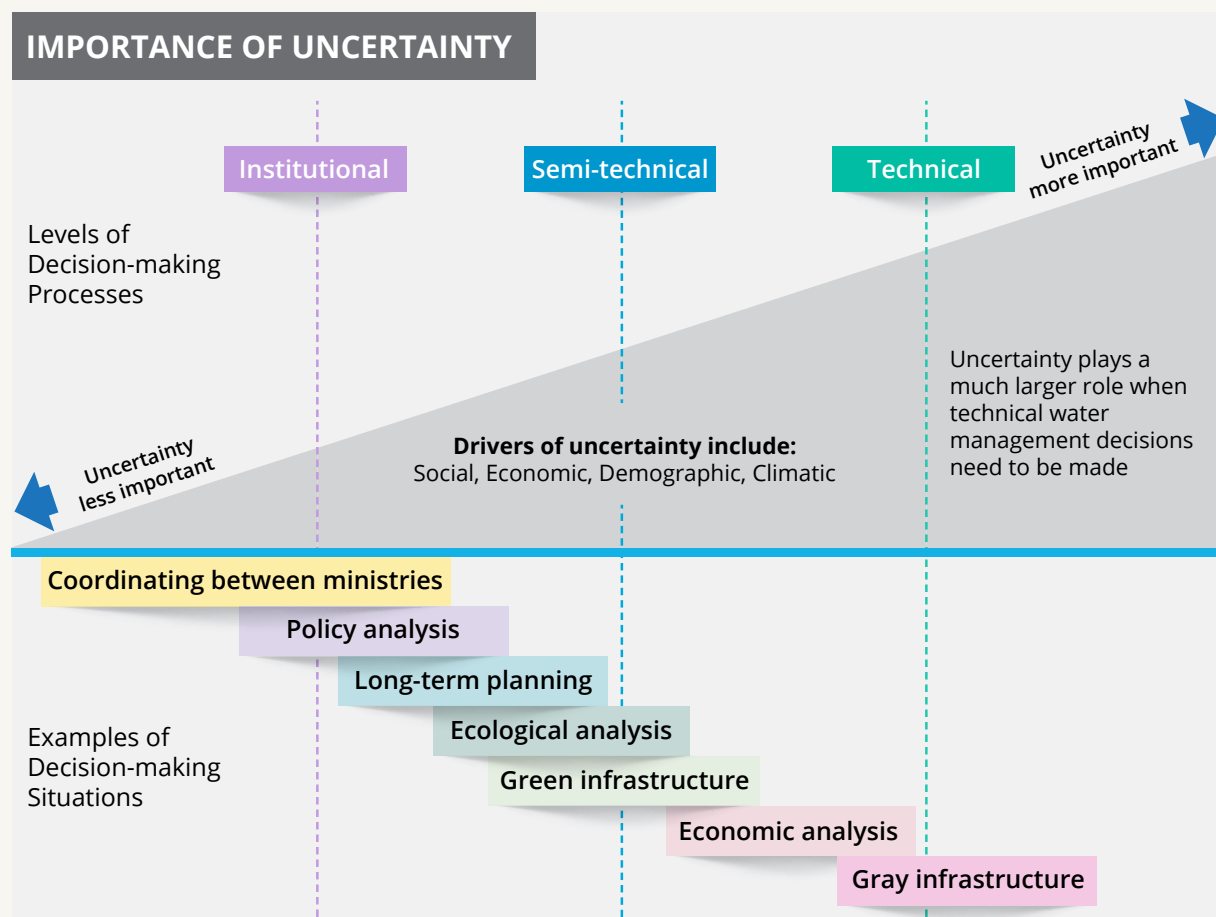 IMPORTANCE OF UNCERTAINTY
Institutional
Semi-technical
Technical
Uncertainty
more important
Levels of
Decision-making
Processes
Uncertainty plays a
much larger role when
technical water
management decisions
need to be made
Uncertainty
less important
Drivers of uncertainty include:
Social, Economic, Demographic, Climatic
Coordinating between ministries
Policy analysis
Long-term planning
Ecological analysis
Green infrastructure
Economic analysis
Gray infrastructure
Examples of
Decision-making
Situations